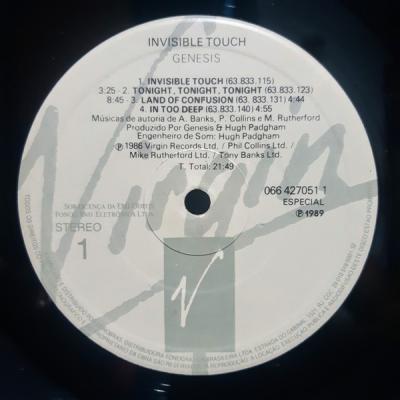 INVISIBLE TOUCH
GENESIS
1. INVISIBLE TOUCH (63.833.115)
3:25 - 2. TONIGHT, TONIGHT, TONIGHT (63.833.123)
8:45 - 3. LAND OF CONFUSION (63 833.131) 4:44
4. IN TOO DEEP (63.833.140) 4:55
Músicas de autoria de A. Banks, P. Collins e M. Rutherford
Produzido Por Genesis & Hugh Padgham
Engenheiro de Som: Hugh Padgham
℗ 1986 Virgin Records Ltd. / Phil Collins Ltd. /
Mike Rutherford Ltd. / Tony Banks Ltd.
T. Total: 21:49
066 427051 1
ESPECIAL
℗ 1989
STEREO
1
Virgin
V